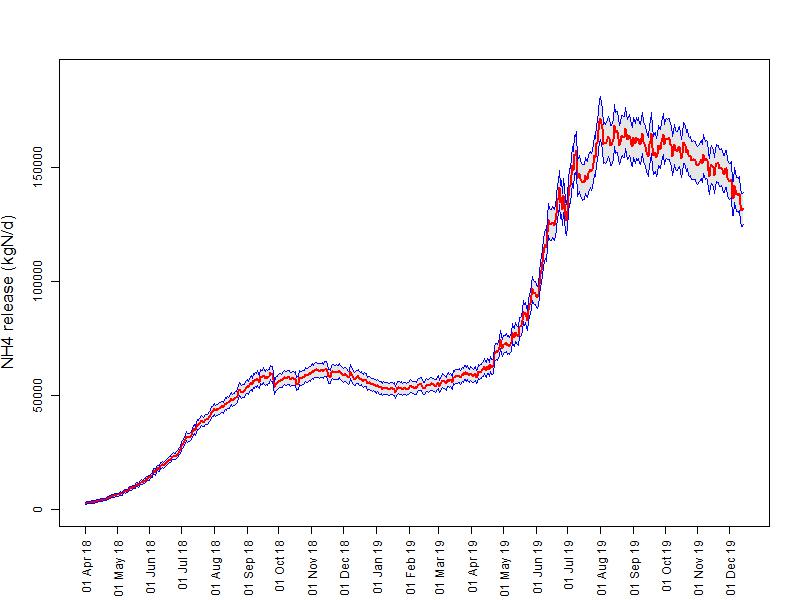 NH4 release (kgN/d)
150000
100000
50000
0
01 Apr 18
01 May 18
01 Jun 18
01 Jul 18
01 Aug 18
01 Sep 18
01 Oct 18
01 Nov 18
01 Dec 18
01 Jan 19
01 Feb 19
01 Mar 19
01 Apr 19
01 May 19
01 Jun 19
01 Jul 19
01 Aug 19
01 Sep 19
01 Oct 19
01 Nov 19
01 Dec 19